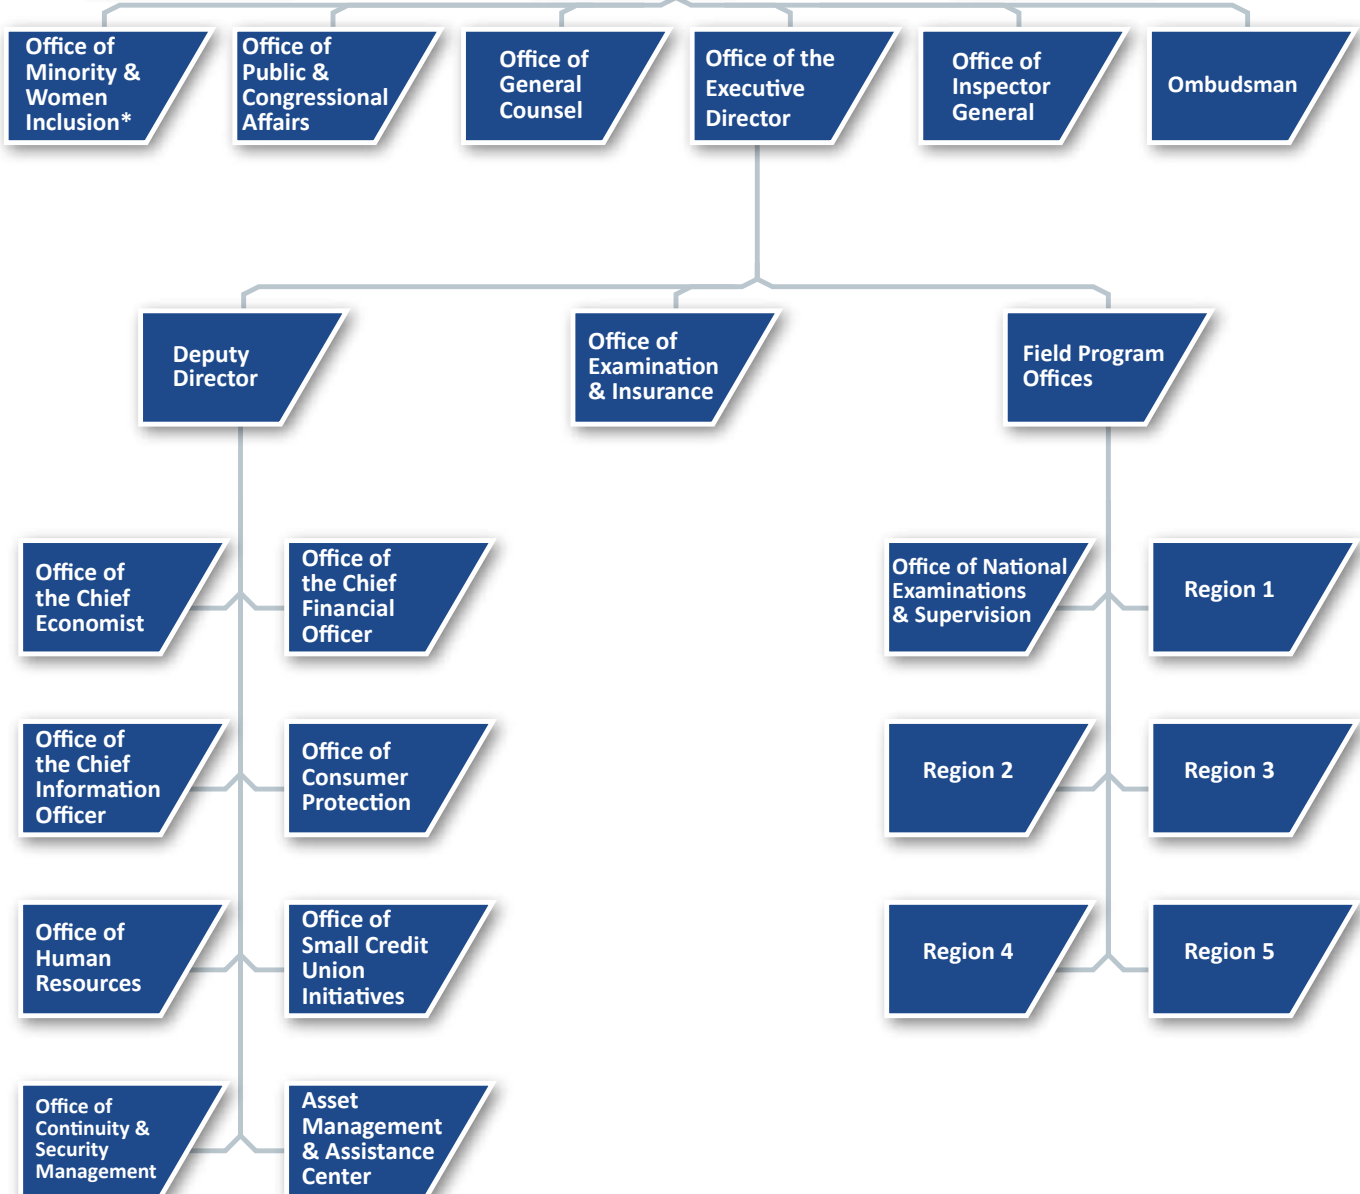 Office of
Minority &
Women
Inclusion*
Office of
Public &
Congressional
Affairs
Office of
General
Counsel
Office of the
Executive
Director
Office of
Inspector
General
Ombudsman
Deputy
Director
Office of
Examination
& Insurance
Field Program
Offices
Office of
the Chief
Economist
Office of
the Chief
Financial
Officer
Office of National
Examinations
& Supervision
Region 1
Office of
the Chief
Information
Officer
Office of
Consumer
Protection
Region 2
Region 3
Office of
Human
Resources
Office of
Small Credit
Union
Initiatives
Region 4
Region 5
Office of
Continuity &
Security
Management
Asset
Management
& Assistance
Center